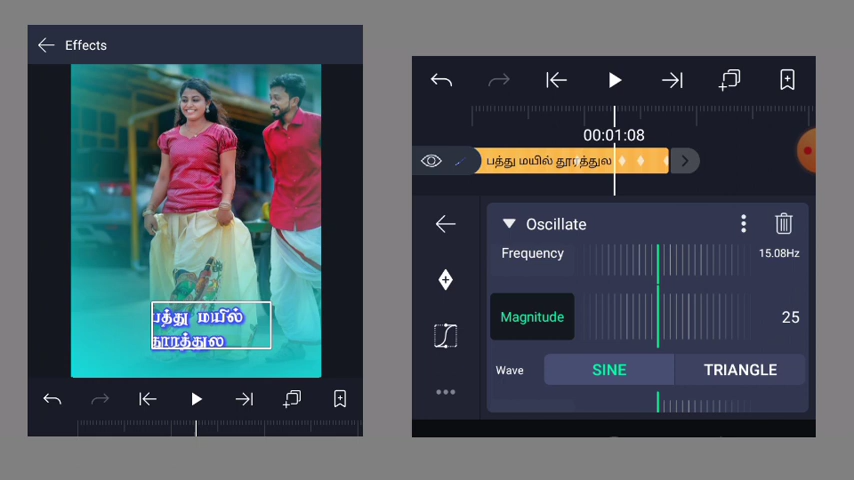 Effects
பத்து மயில்
தூரத்துல
00:01:08
பத்து மயில் தூரத்துல
Oscillate
Frequency
15.08Hz
Magnitude
25
Wave
SINE
TRIANGLE